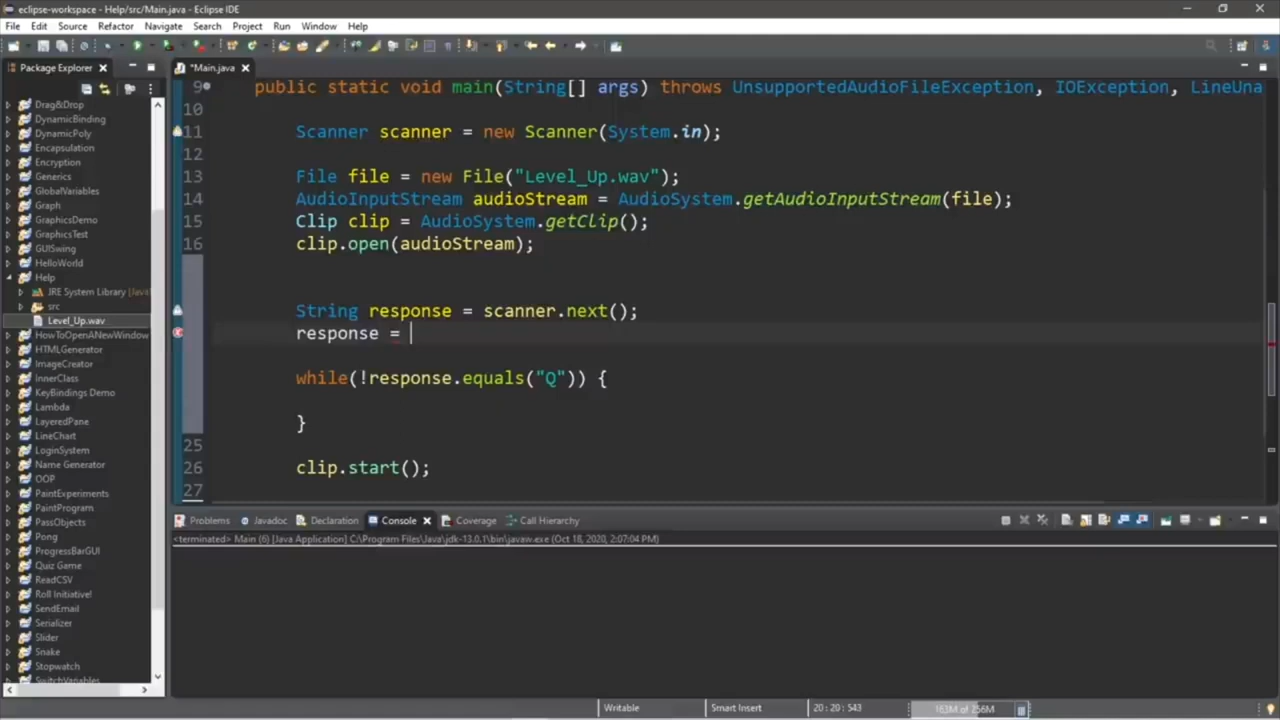 eclipse-workspace - Help/src/Main.java - Eclipse IDE
File Edit Source Refactor Navigate Search Project Run Window Help
Package Explorer
*Main.java
Drag&Drop
DynamicBinding
DynamicPoly
Encapsulation
Encryption
Generics
GlobalVariables
Graph
GraphicsDemo
GraphicsTest
GUISwing
HelloWorld
Help
JRE System Library [Java
src
Level_Up.wav
HowToOpenANewWindow
HTMLGenerator
ImageCreator
InnerClass
KeyBindings Demo
Lambda
LayeredPane
LineChart
LoginSystem
Name Generator
OOP
PaintExperiments
PaintProgram
PassObjects
Pong
ProgressBarGUI
Quiz Game
ReadCSV
Roll Initiative!
SendEmail
Serializer
Slider
Snake
Stopwatch
SwitchVariables
9 public static void main(String[] args) throws UnsupportedAudioFileException, IOException, LineUna
10
11 Scanner scanner = new Scanner(System.in);
12
13 File file = new File("Level_Up.wav");
14 AudioInputStream audioStream = AudioSystem.getAudioInputStream(file);
15 Clip clip = AudioSystem.getClip();
16 clip.open(audioStream);
String response = scanner.next();
response =
while(!response.equals("Q")) {
}
25
26 clip.start();
27
Problems Javadoc Declaration Console Coverage Call Hierarchy
<terminated> Main (6) [Java Application] C:\Program Files\Java\jdk-13.0.1\bin\javaw.exe (Oct 18, 2020, 2:07:04 PM)
Writable Smart Insert 20 : 20 : 543 163M of 256M